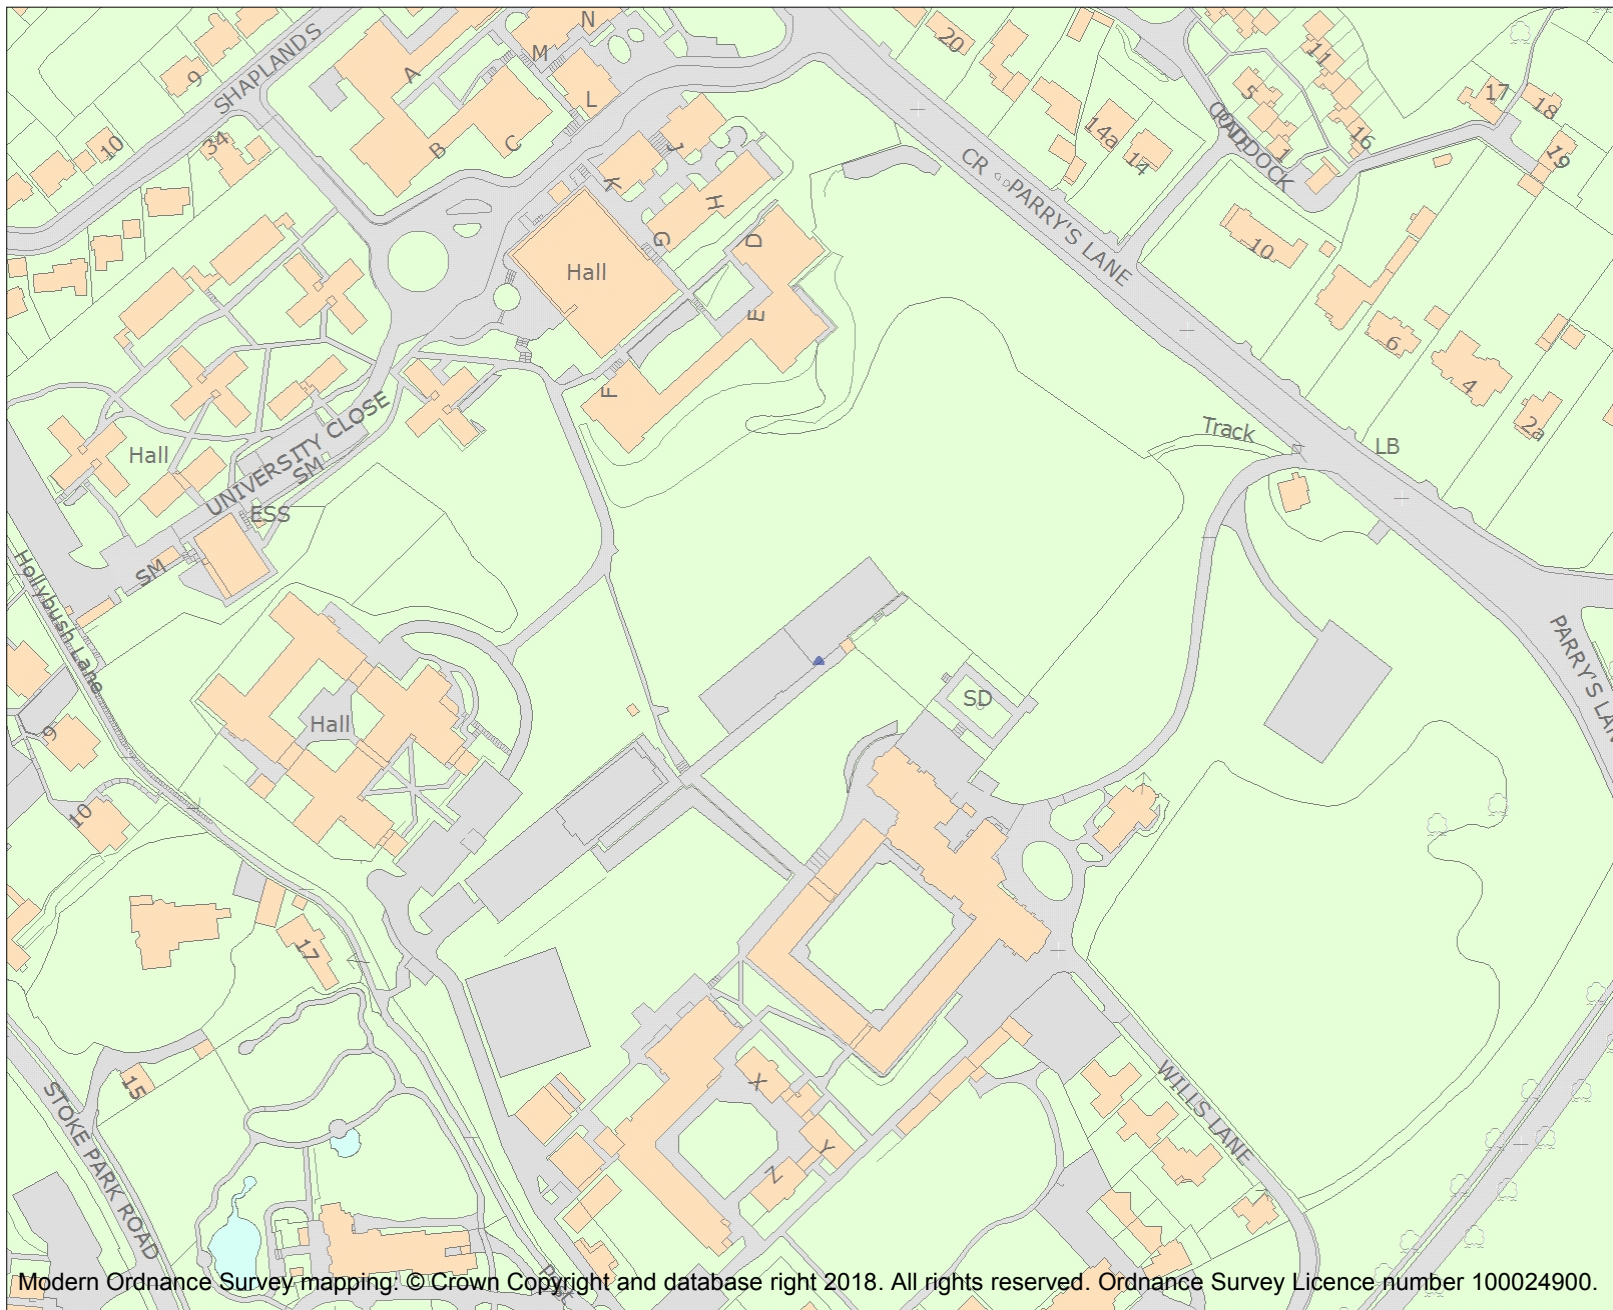 N
M
A
L
B
C
SHAPLANDS
9
10
34
J
K
H
G
D
E
F
Hall
20
14a
14
CR
PARRY'S LANE
PADDOCK
11
5
1
16
17
18
19
10
6
4
2a
LB
Track
Hall
UNIVERSITY CLOSE
SM
ESS
SM
Hollybush Lane
9
10
Hall
SD
PARRY'S LAN
17
15
STOKE PARK ROAD
X
Y
Z
WILLS LANE
Modern Ordnance Survey mapping: © Crown Copyright and database right 2018. All rights reserved. Ordnance Survey Licence number 100024900.